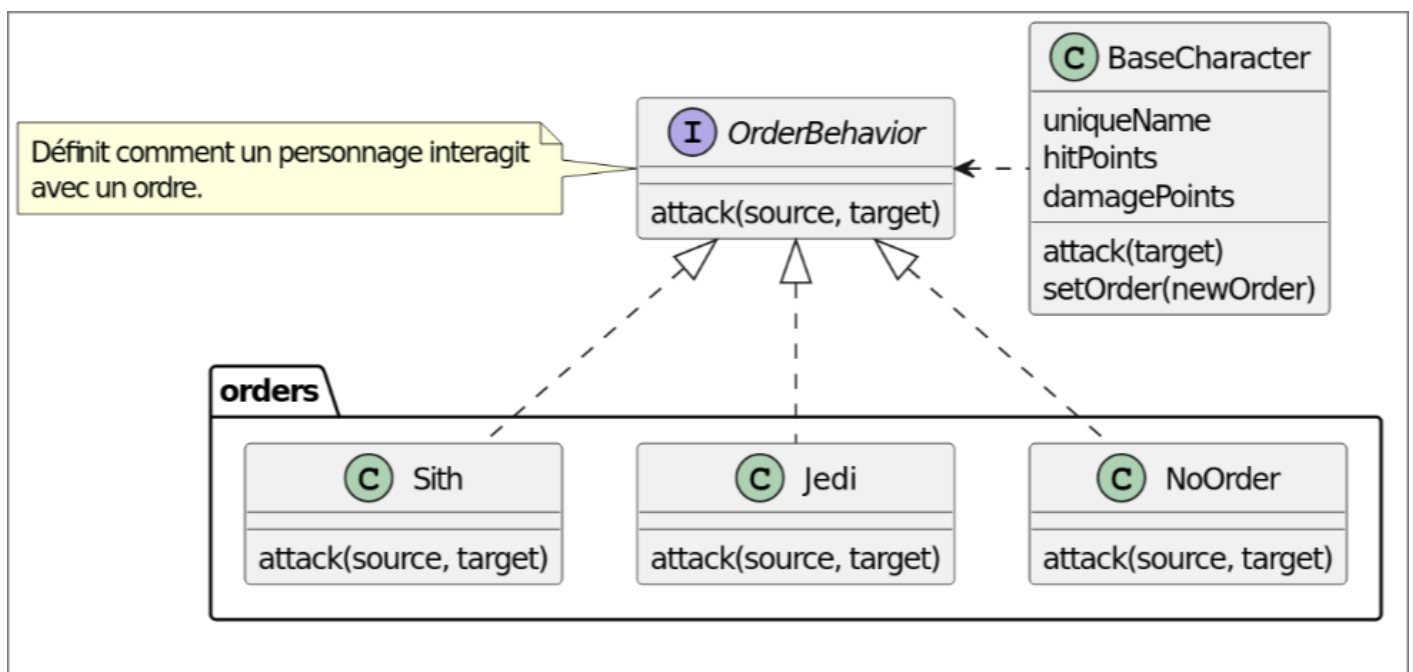 C BaseCharacter
uniqueName
hitPoints
damagePoints
attack(target)
setOrder(newOrder)
I OrderBehavior
attack(source, target)
Définit comment un personnage interagit
avec un ordre.
orders
C Sith
attack(source, target)
C Jedi
attack(source, target)
C NoOrder
attack(source, target)